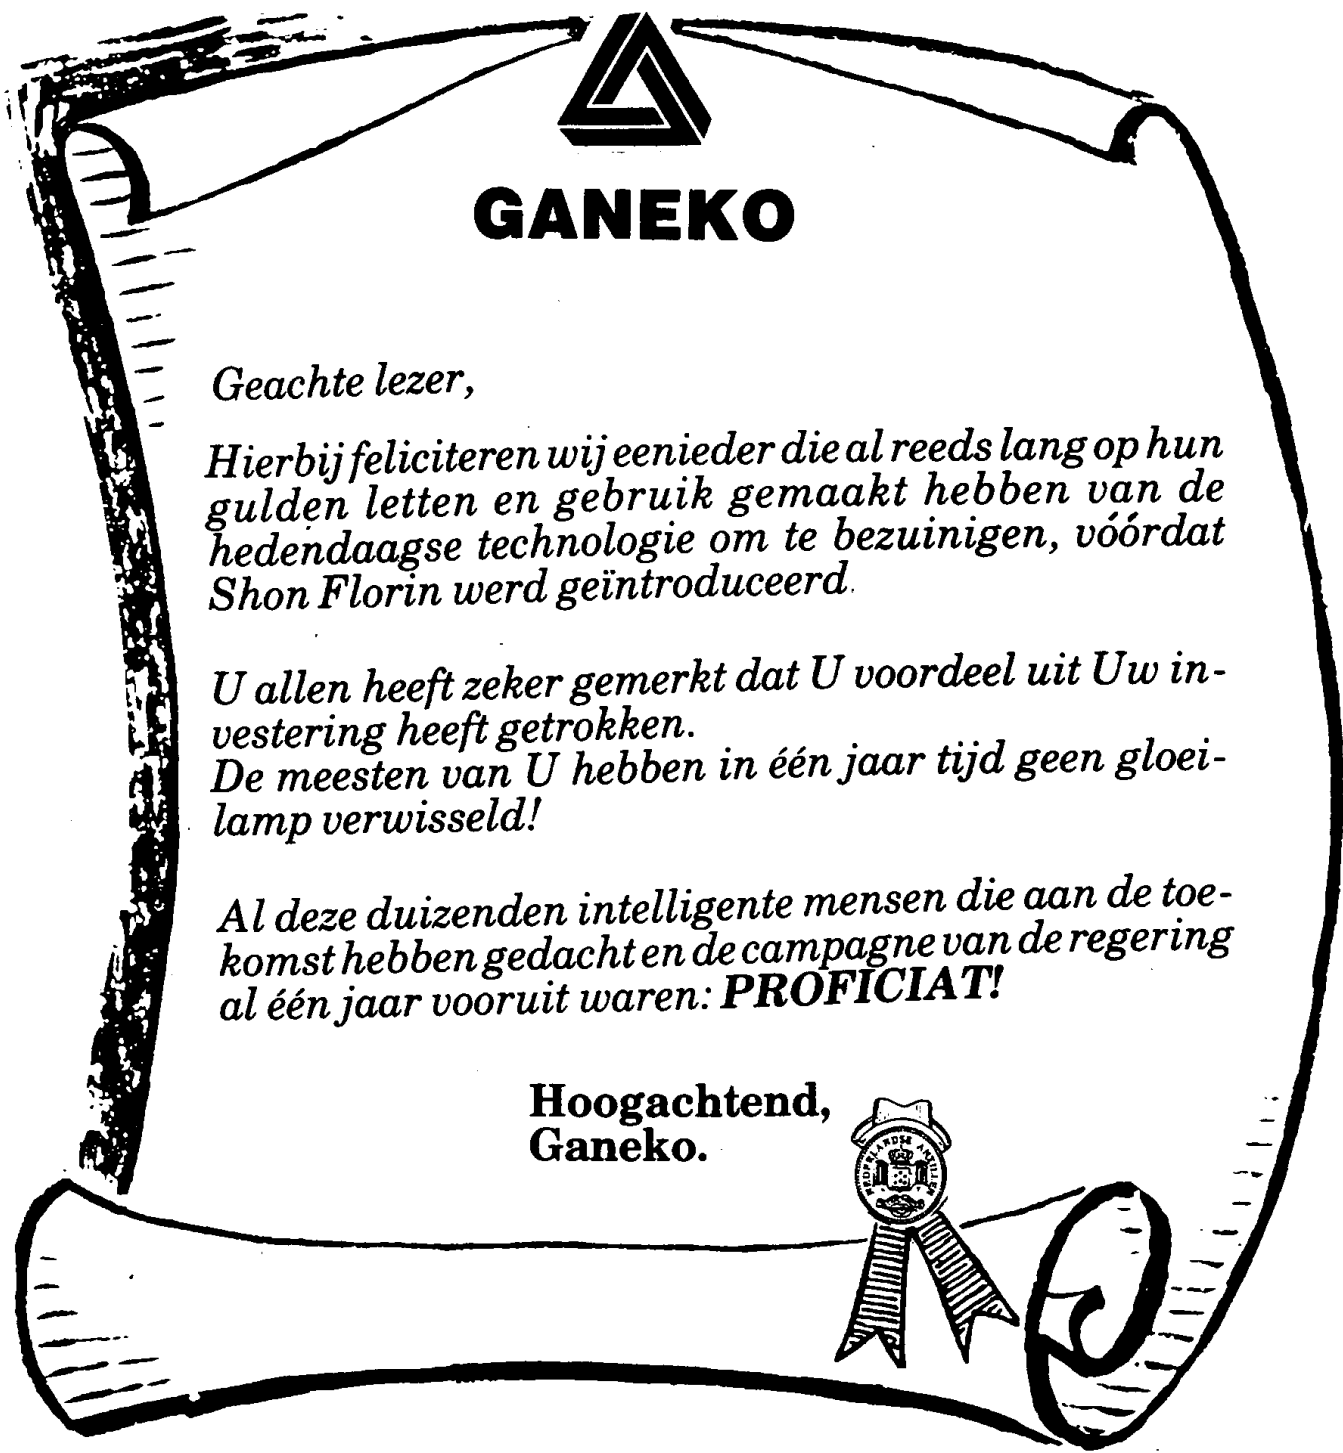 GANEKO
Geachte lezer,
Hierbij feliciteren wij eenieder die al reeds lang op hun
gulden letten en gebruik gemaakt hebben van de
hedendaagse technologie om te bezuinigen, vóórdat
Shon Florin werd geïntroduceerd.
U allen heeft zeker gemerkt dat U voordeel uit Uw in-
vestering heeft getrokken.
De meesten van U hebben in één jaar tijd geen gloei-
lamp verwisseld!
Al deze duizenden intelligente mensen die aan de toe-
komst hebben gedacht en de campagne van de regering
al één jaar vooruit waren: PROFICIAT!
Hoogachtend,
Ganeko.
NEDERLANDSE ANTILLEN